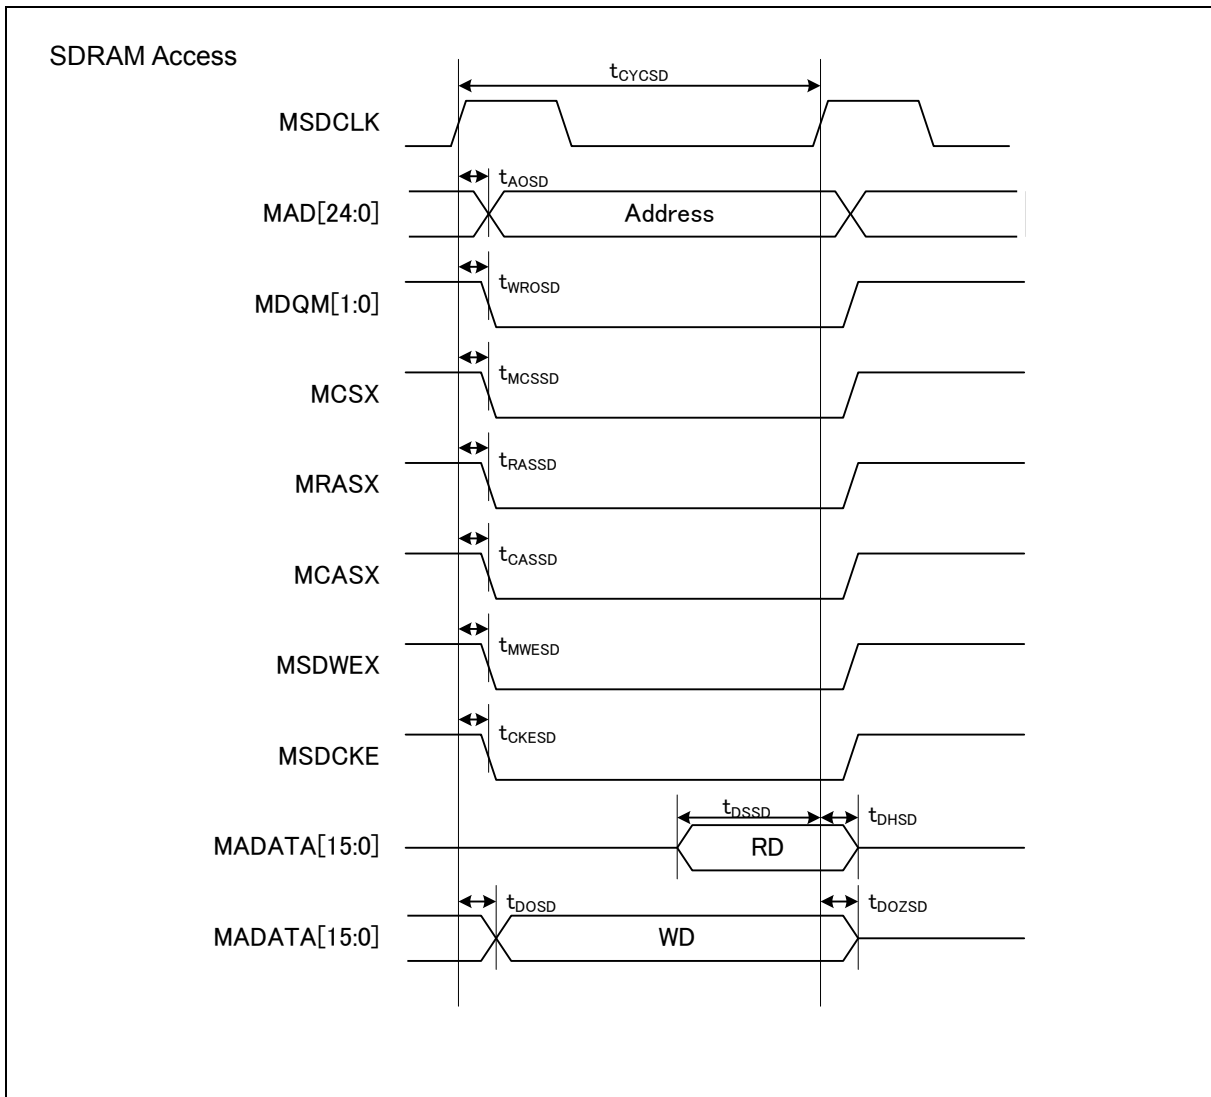 SDRAM Access
tCYCSD
MSDCLK
tAOSD
MAD[24:0] Address
tWROSD
MDQM[1:0]
tMCSSD
MCSX
tRASSD
MRASX
tCASSD
MCASX
tMWESD
MSDWEX
tCKESD
MSDCKE
tDSSD tDHSD
MADATA[15:0] RD
tDOSD tDOZSD
MADATA[15:0] WD